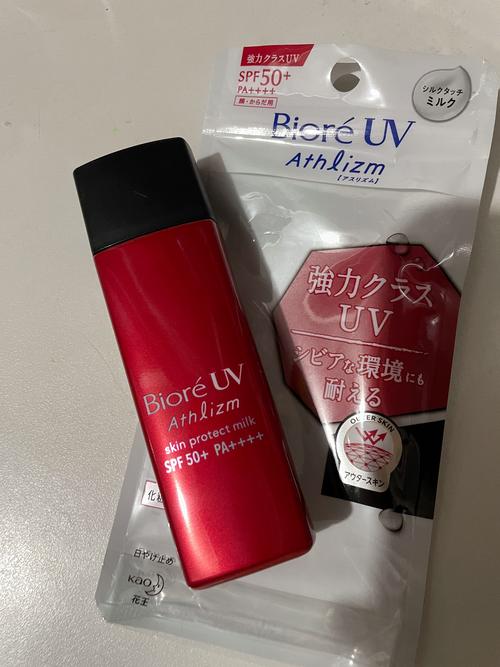 強力クラスUV
SPF50+
PA++++
顔・からだ用
シルクタッチ
ミルク
Bioré UV
Athlizm
【アスリズム】
強力クラス
UV
シビアな環境にも
耐える
OUTER SKIN
アウタースキン
Bioré UV
Athlizm
skin protect milk
SPF 50+ PA++++
日やけ止め
Kao
花王